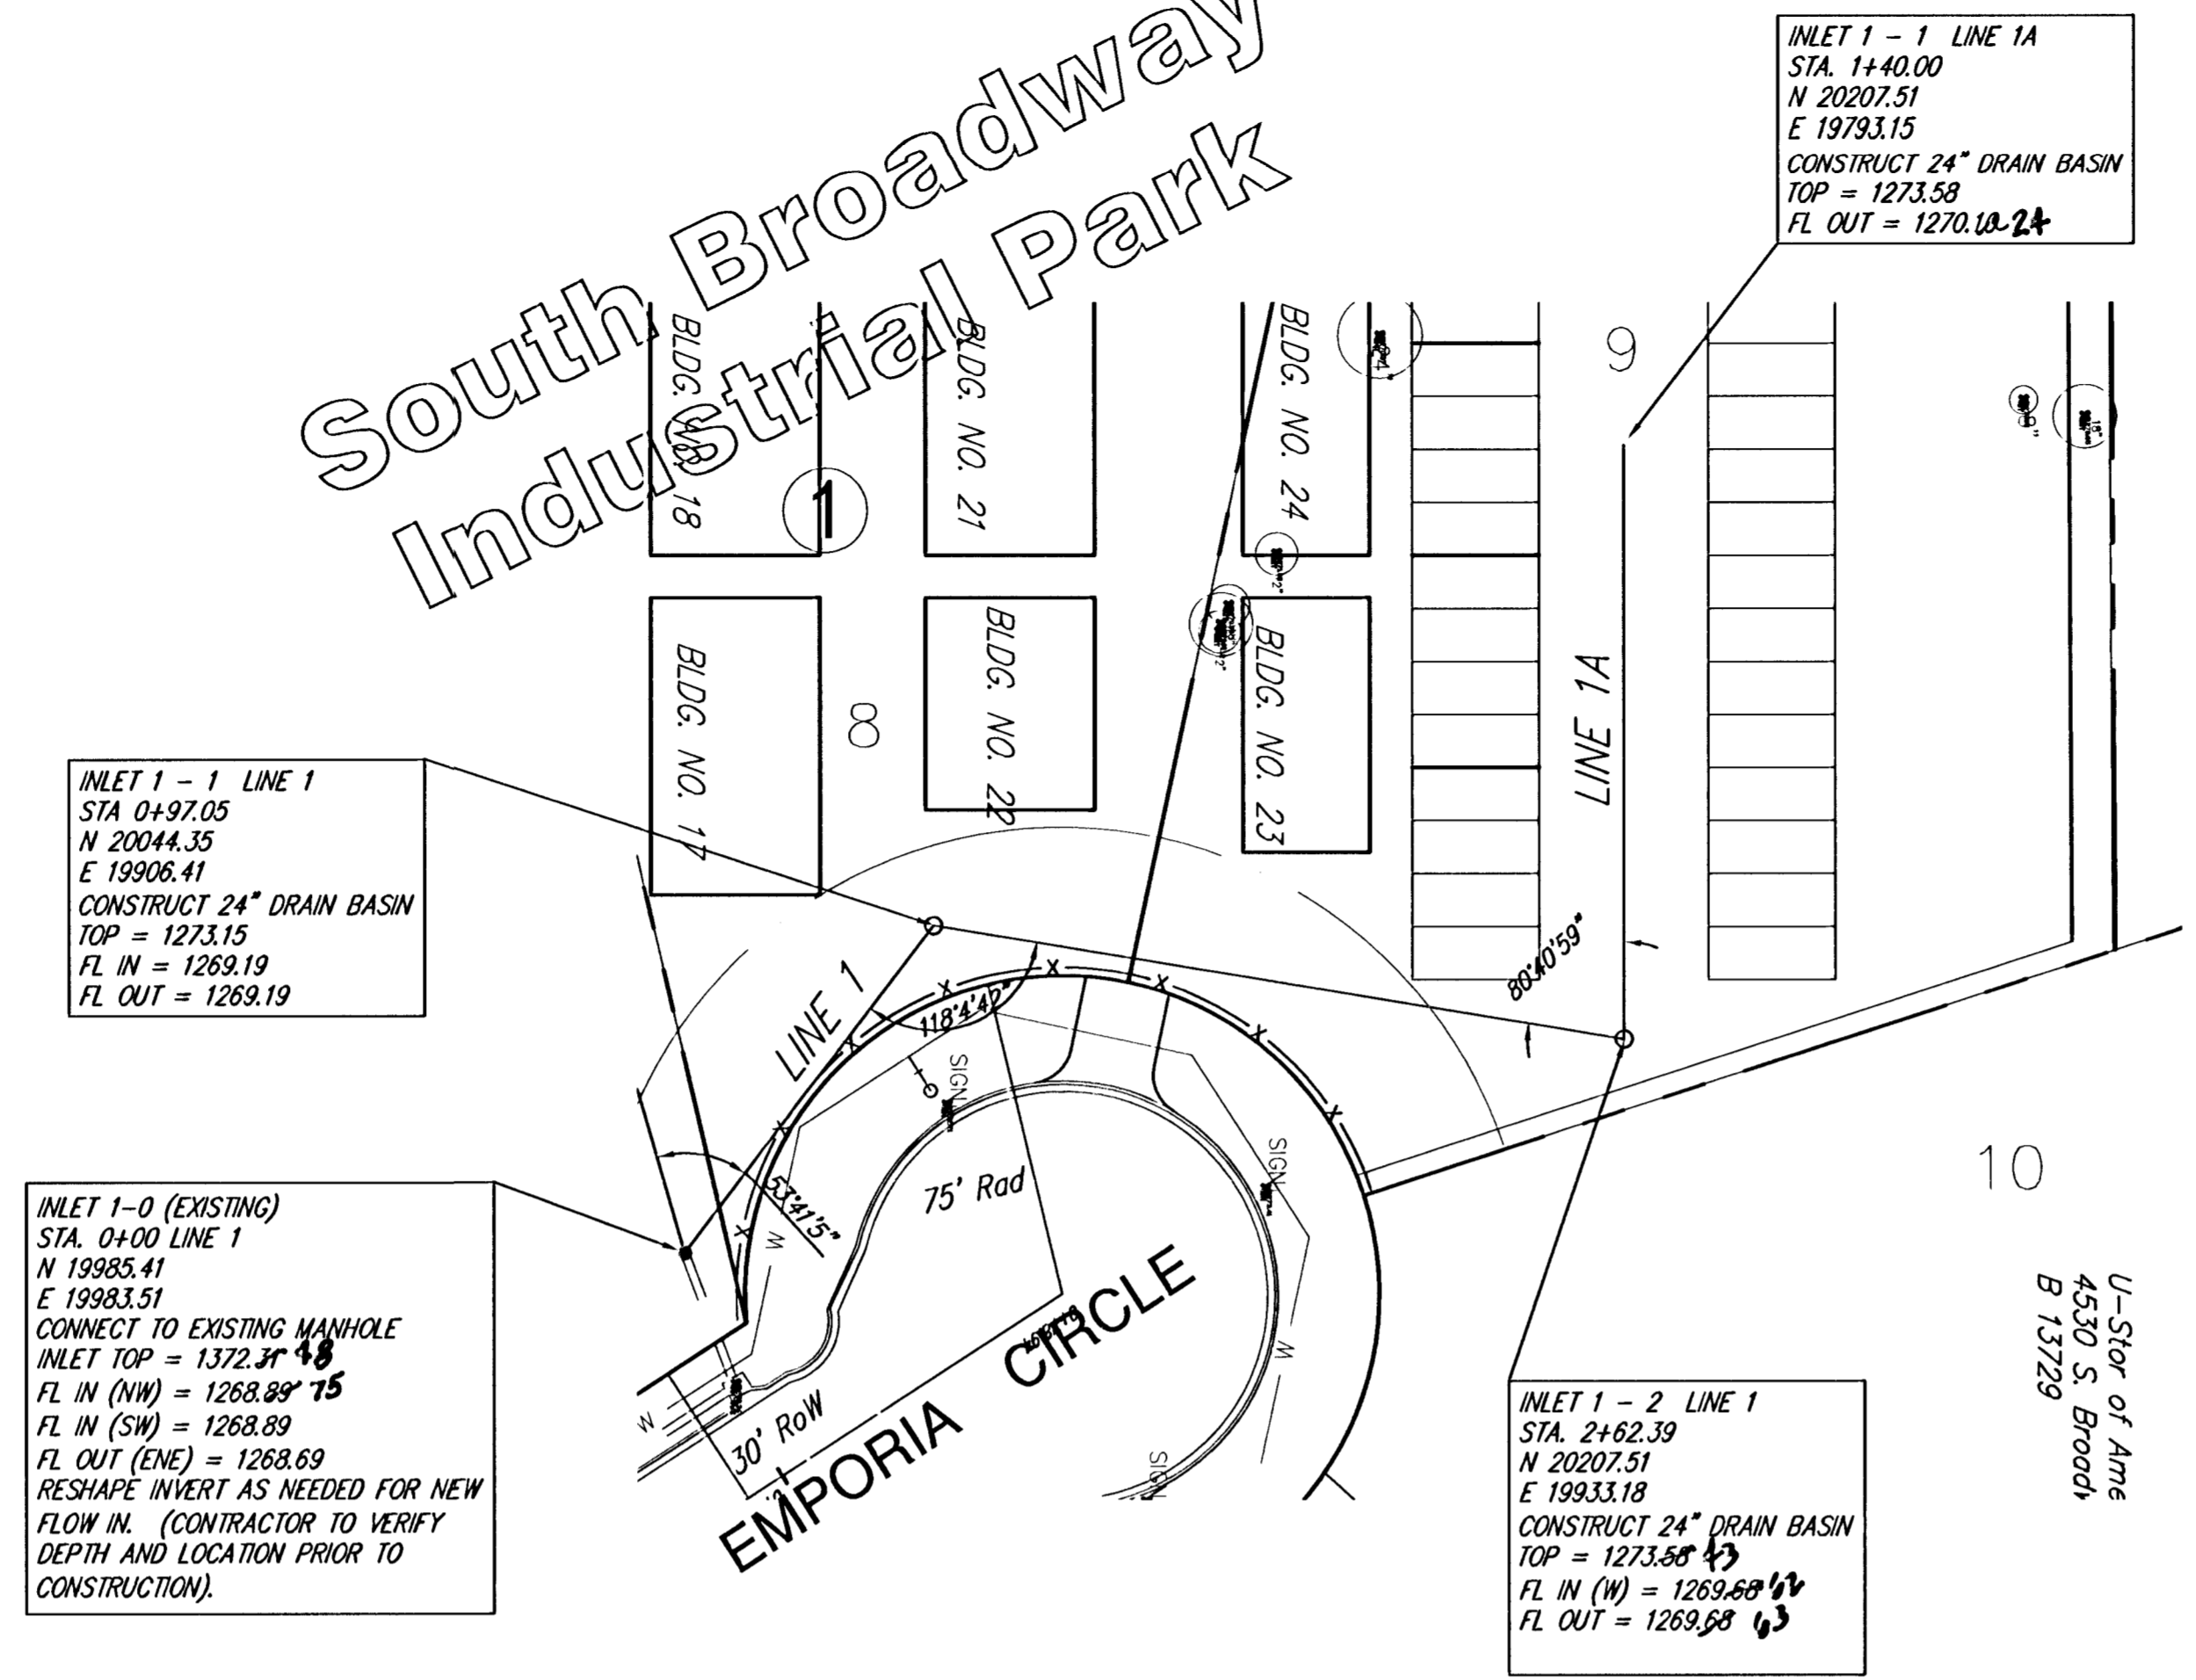 South Broadway
Industrial Park
INLET 1 - 1 LINE 1A
STA. 1+40.00
N 20207.51
E 19793.15
CONSTRUCT 24" DRAIN BASIN
TOP = 1273.58
FL OUT = 1270.10 24
BLDG. NO. 18
BLDG. NO. 21
BLDG. NO. 24
9
18"
1
BLDG. NO. 17
8
BLDG. NO. 22
BLDG. NO. 23
LINE 1A
INLET 1 - 1 LINE 1
STA 0+97.05
N 20044.35
E 19906.41
CONSTRUCT 24" DRAIN BASIN
TOP = 1273.15
FL IN = 1269.19
FL OUT = 1269.19
LINE 1
118°4'42"
80°40'59"
SIGN
SIGN
53°41'5"
W
75' Rad
10
INLET 1-0 (EXISTING)
STA. 0+00 LINE 1
N 19985.41
E 19983.51
CONNECT TO EXISTING MANHOLE
INLET TOP = 1372.31 48
FL IN (NW) = 1268.89 75
FL IN (SW) = 1268.89
FL OUT (ENE) = 1268.69
RESHAPE INVERT AS NEEDED FOR NEW
FLOW IN. (CONTRACTOR TO VERIFY
DEPTH AND LOCATION PRIOR TO
CONSTRUCTION).
W
W
30' RoW
EMPORIA CIRCLE
SIGN
U-Stor of Ame
4530 S. Broadw
B 13729
INLET 1 - 2 LINE 1
STA. 2+62.39
N 20207.51
E 19933.18
CONSTRUCT 24" DRAIN BASIN
TOP = 1273.58 43
FL IN (W) = 1269.68
FL OUT = 1269.68 63